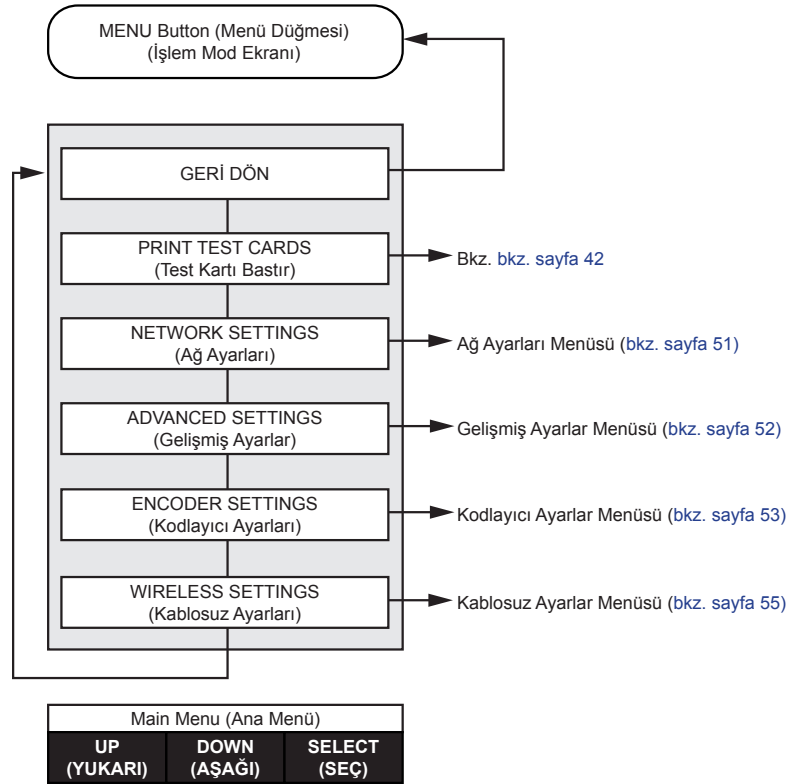 MENU Button (Menü Düğmesi)
(İşlem Mod Ekranı)
GERİ DÖN
PRINT TEST CARDS
(Test Kartı Bastır)
Bkz. bkz. sayfa 42
NETWORK SETTINGS
(Ağ Ayarları)
Ağ Ayarları Menüsü (bkz. sayfa 51)
ADVANCED SETTINGS
(Gelişmiş Ayarlar)
Gelişmiş Ayarlar Menüsü (bkz. sayfa 52)
ENCODER SETTINGS
(Kodlayıcı Ayarları)
Kodlayıcı Ayarlar Menüsü (bkz. sayfa 53)
WIRELESS SETTINGS
(Kablosuz Ayarları)
Kablosuz Ayarlar Menüsü (bkz. sayfa 55)
Main Menu (Ana Menü)
UP DOWN SELECT
(YUKARI) (AŞAĞI) (SEÇ)